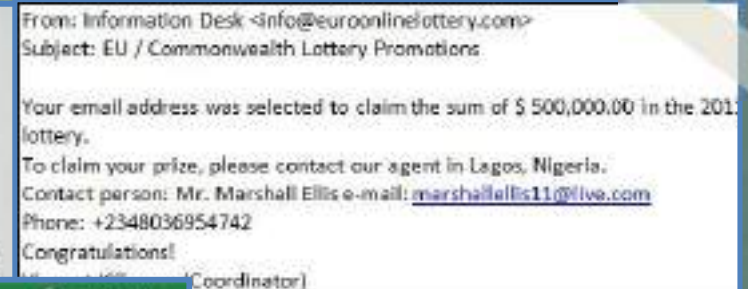 From: Information Desk <info@euroonlinelottery.com>
Subject: EU / Commonwealth Lottery Promotions
Your email address was selected to claim the sum of $ 500,000.00 in the 201
lottery.
To claim your prize, please contact our agent in Lagos, Nigeria.
Contact person: Mr. Marshall Ellis e-mail: marshallellis11@live.com
Phone: +2348036954742
Congratulations!
(Coordinator)